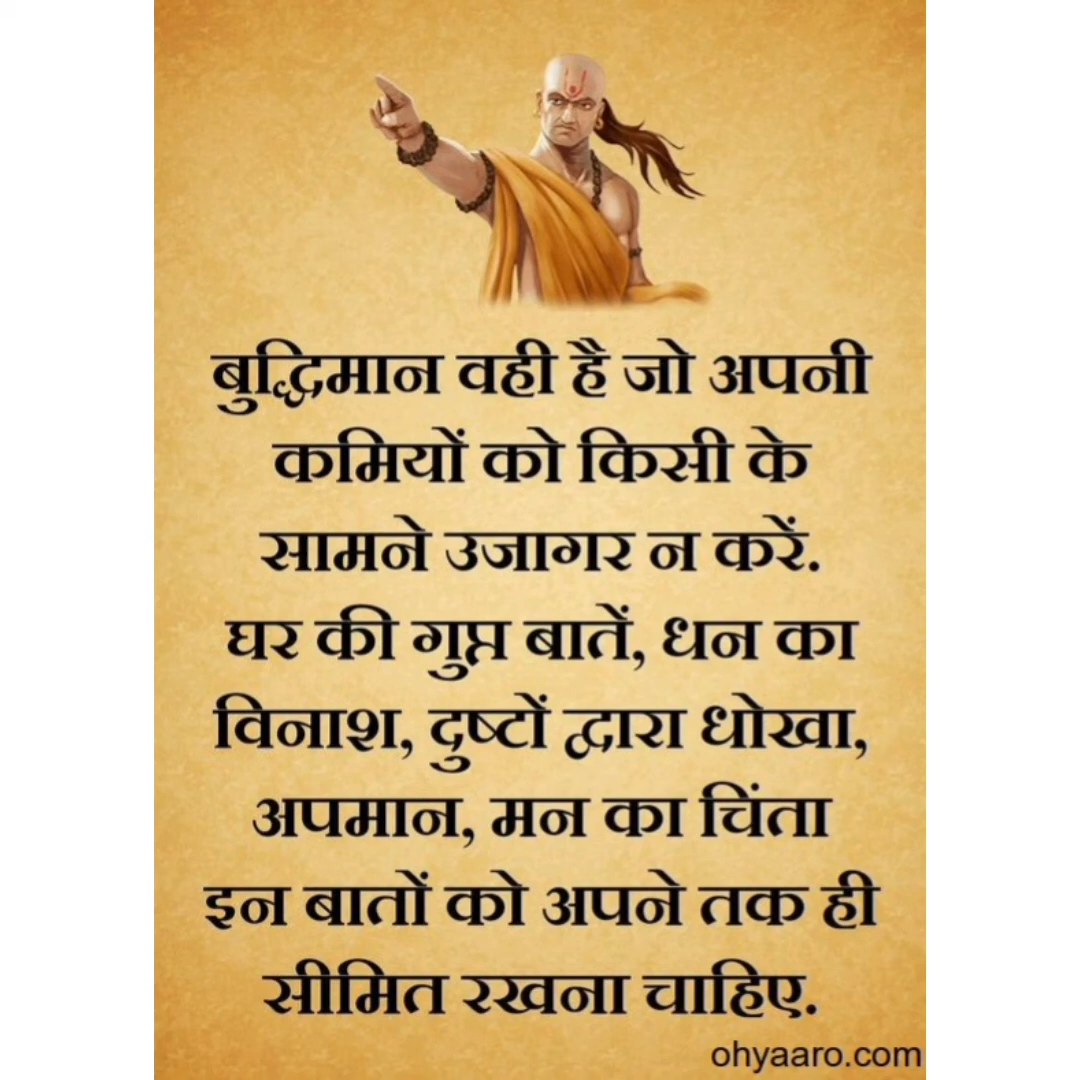 बुद्धिमान वही है जो अपनी
कमियों को किसी के
सामने उजागर न करें.
घर की गुप्त बातें, धन का
विनाश, दुष्टों द्वारा धोखा,
अपमान, मन का चिंता
इन बातों को अपने तक ही
सीमित रखना चाहिए.
ohyaaro.com